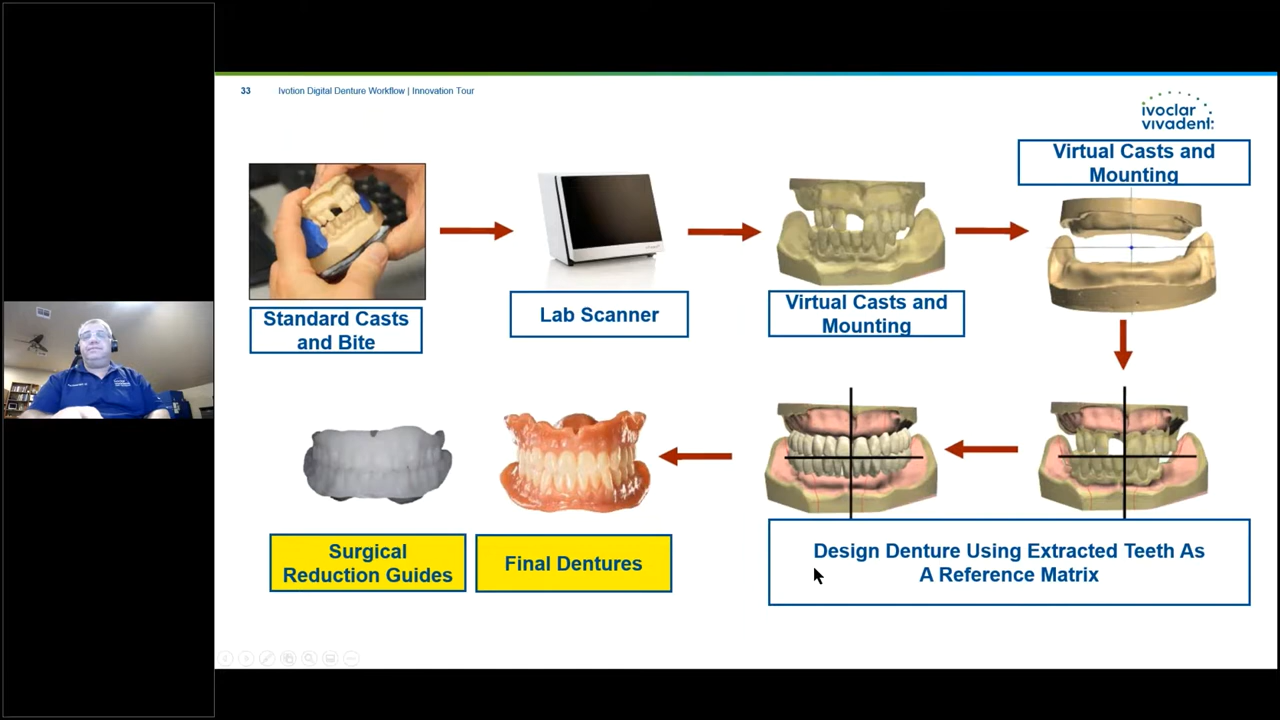 33 Ivotion Digital Denture Workflow | Innovation Tour
ivoclar
vivadent:
Virtual Casts and
Mounting
Standard Casts
and Bite
Lab Scanner
Virtual Casts and
Mounting
Surgical
Reduction Guides
Final Dentures
Design Denture Using Extracted Teeth As
A Reference Matrix